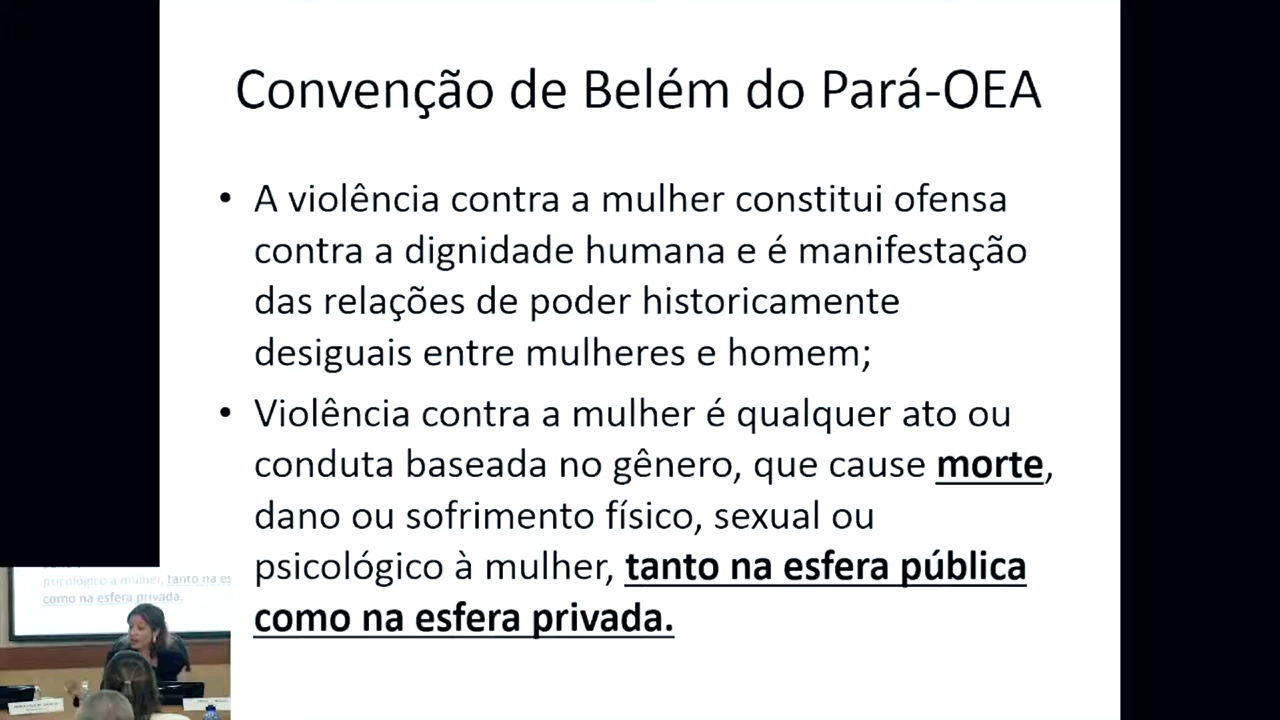 Convenção de Belém do Pará-OEA
• A violência contra a mulher constitui ofensa
contra a dignidade humana e é manifestação
das relações de poder historicamente
desiguais entre mulheres e homem;
• Violência contra a mulher é qualquer ato ou
conduta baseada no gênero, que cause morte,
dano ou sofrimento físico, sexual ou
psicológico à mulher, tanto na esfera pública
como na esfera privada.
psicológico à mulher, tanto na es
como na esfera privada.